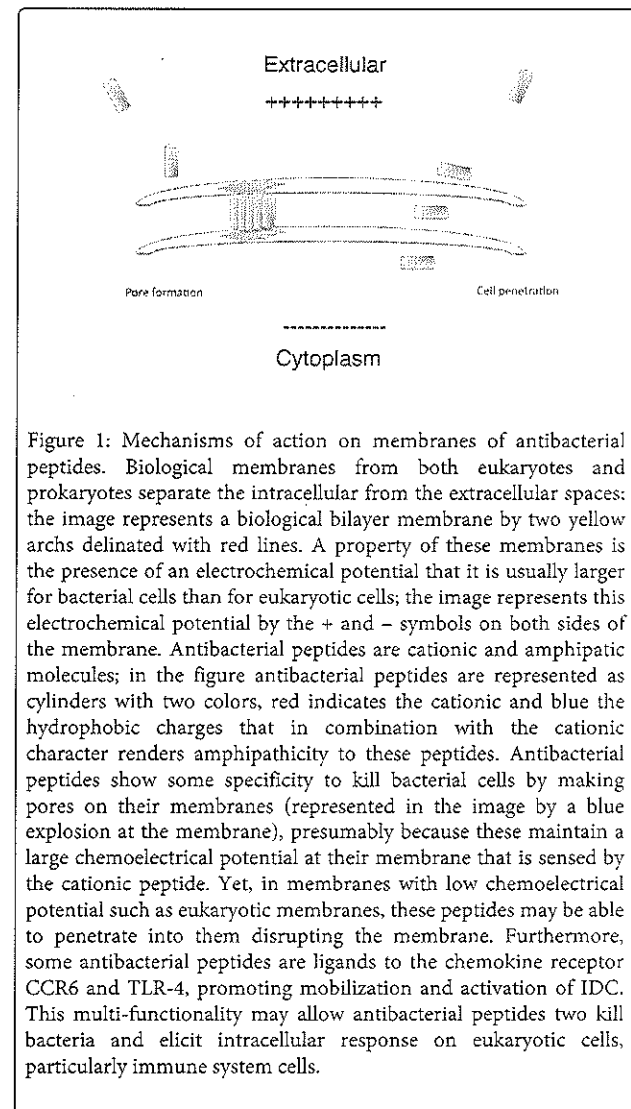 Extracellular
+++++++++
Pore formation
Cell penetration
--------------
Cytoplasm
Figure 1: Mechanisms of action on membranes of antibacterial
peptides. Biological membranes from both eukaryotes and
prokaryotes separate the intracellular from the extracellular spaces:
the image represents a biological bilayer membrane by two yellow
archs delinated with red lines. A property of these membranes is
the presence of an electrochemical potential that it is usually larger
for bacterial cells than for eukaryotic cells; the image represents this
electrochemical potential by the + and – symbols on both sides of
the membrane. Antibacterial peptides are cationic and amphipatic
molecules; in the figure antibacterial peptides are represented as
cylinders with two colors, red indicates the cationic and blue the
hydrophobic charges that in combination with the cationic
character renders amphipathicity to these peptides. Antibacterial
peptides show some specificity to kill bacterial cells by making
pores on their membranes (represented in the image by a blue
explosion at the membrane), presumably because these maintain a
large chemoelectrical potential at their membrane that is sensed by
the cationic peptide. Yet, in membranes with low chemoelectrical
potential such as eukaryotic membranes, these peptides may be able
to penetrate into them disrupting the membrane. Furthermore,
some antibacterial peptides are ligands to the chemokine receptor
CCR6 and TLR-4, promoting mobilization and activation of IDC.
This multi-functionality may allow antibacterial peptides two kill
bacteria and elicit intracellular response on eukaryotic cells,
particularly immune system cells.